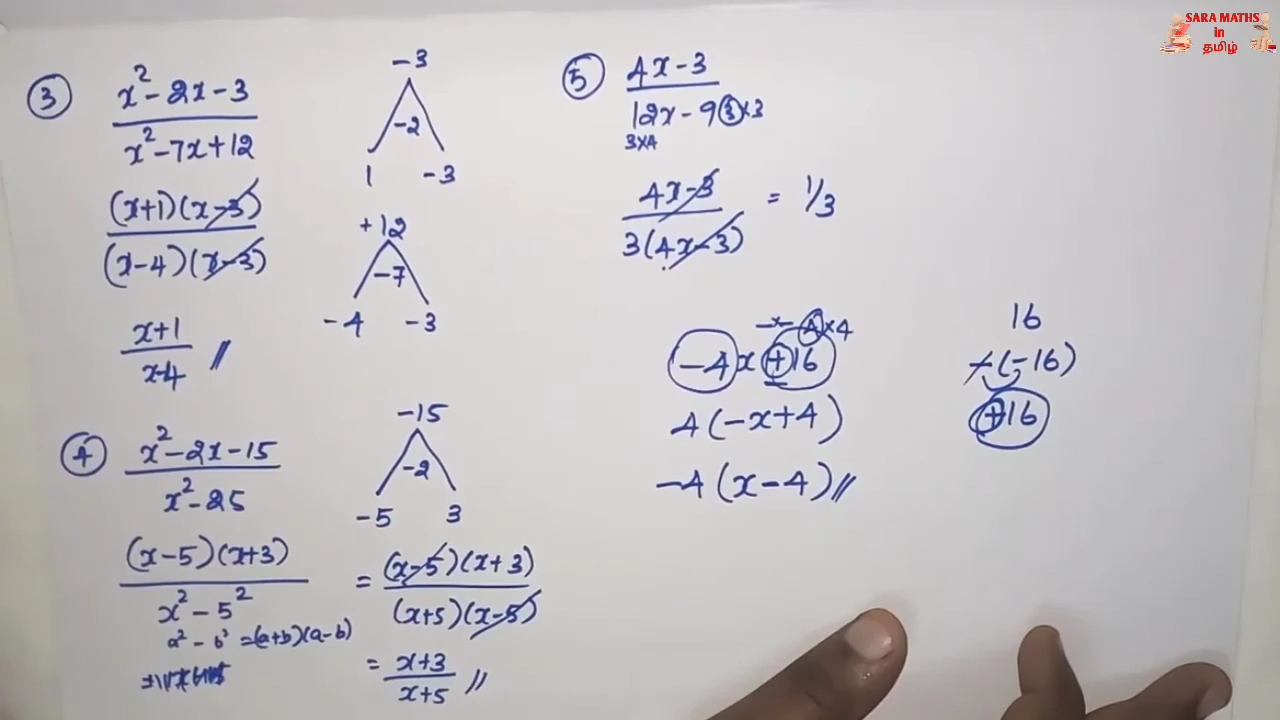 SARA MATHS
in
தமிழ்
③ x² - 2x - 3
x² - 7x + 12
(x+1)(x-3)
(x-4)(x-3)
x+1
x-4 //
-3
-2
1 -3
+12
-7
-4 -3
④ x² - 2x - 15
x² - 25
(x-5)(x+3)
x² - 5²
a² - b² = (a+b)(a-b)
-15
-2
-5 3
= (x-5)(x+3)
(x+5)(x-5)
= x+3
x+5 //
⑤ 4x - 3
12x - 9 ③×3
3×4
4x-3
3(4x-3)
= 1/3
4×4
-4x + 16
4(-x+4)
-4(x-4)//
16
-(-16)
+16